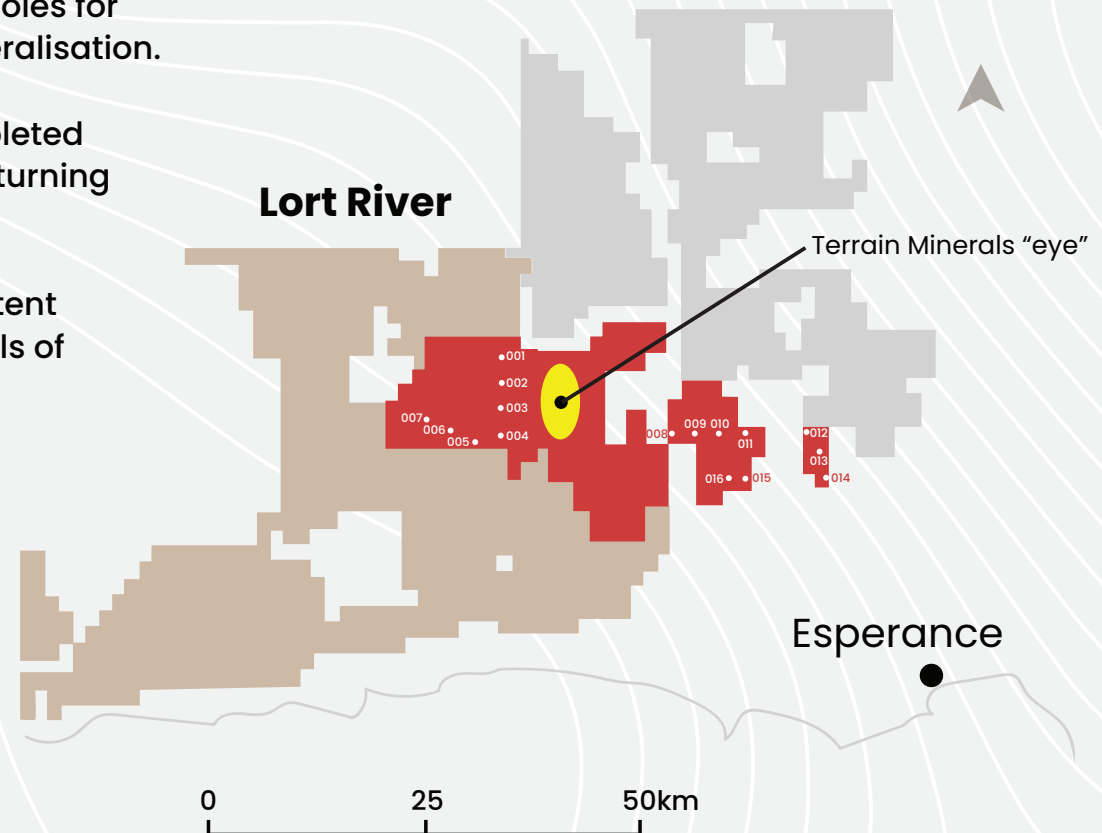 oles for
ralisation.
leted
turning
tent
ls of
Lort River
Terrain Minerals “eye”
001
002
003
004
007
006
005
008
009 010
011
012
013
014
016
015
Esperance
0 25 50km